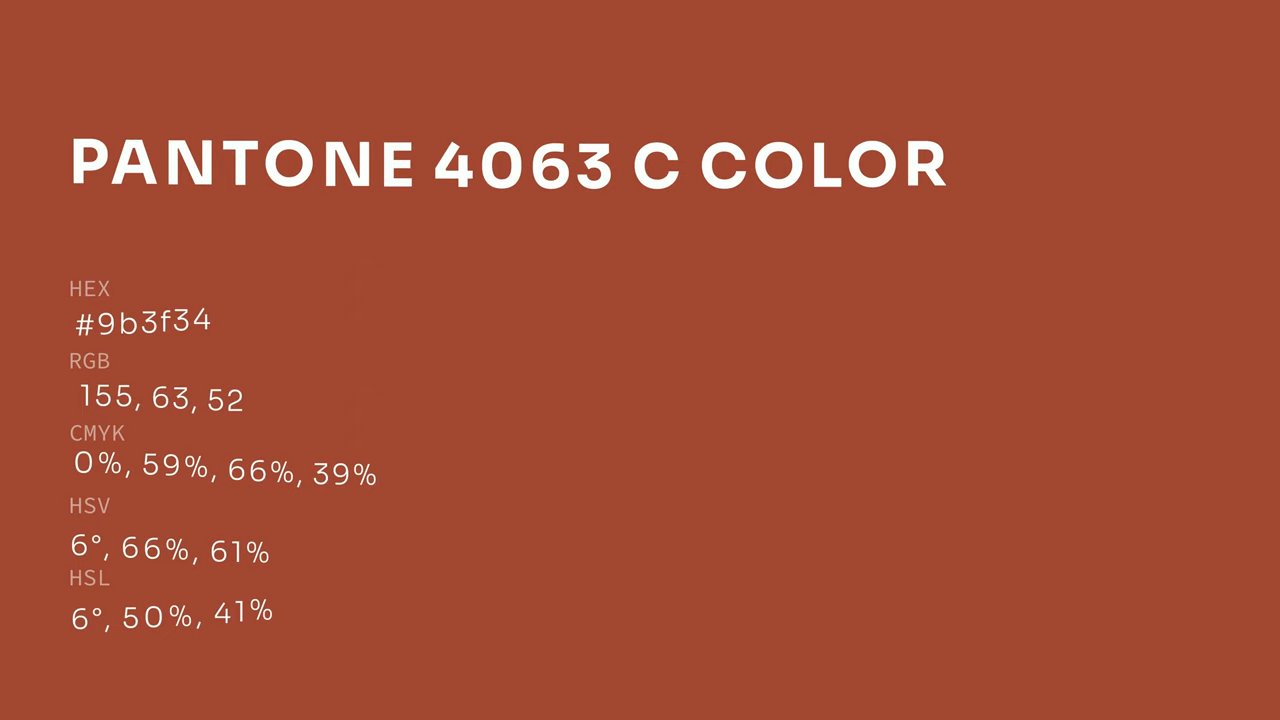 PANTONE 4063 C COLOR
HEX
#9b3f34
RGB
155, 63, 52
CMYK
0%, 59%, 66%, 39%
HSV
6°, 66%, 61%
HSL
6°, 50%, 41%